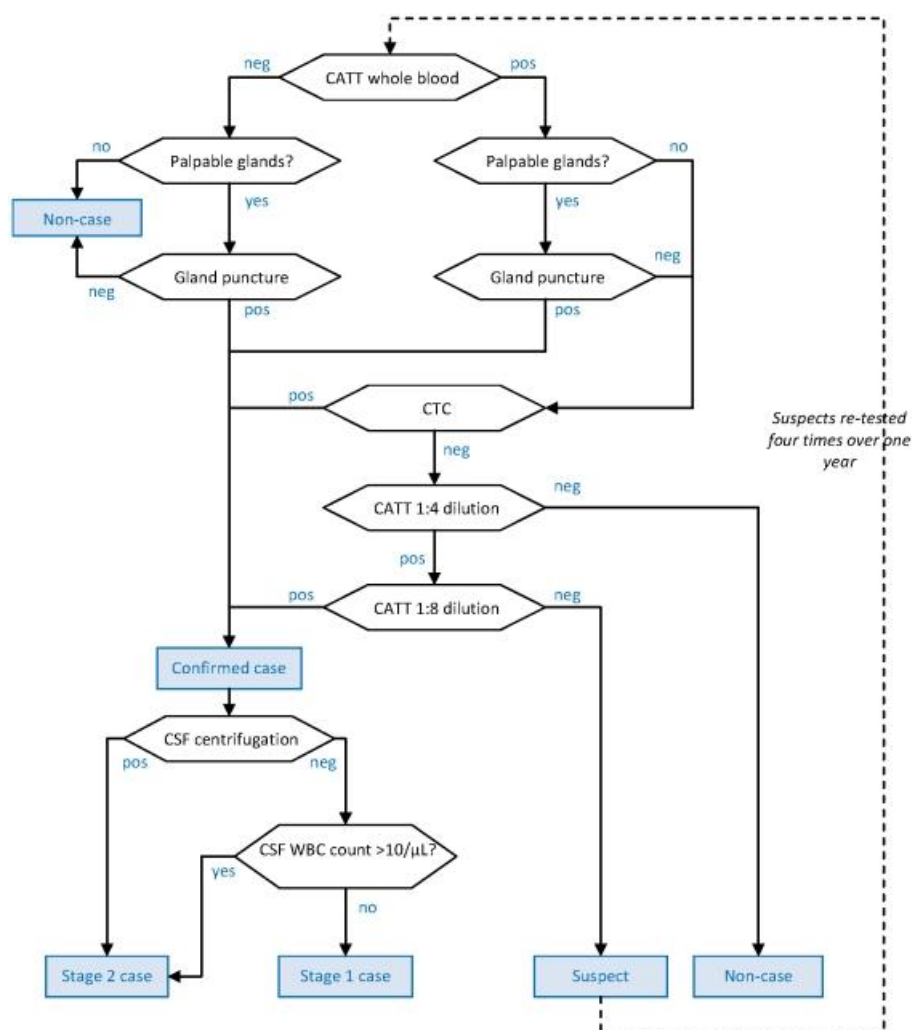 CATT whole blood
neg
pos
Palpable glands?
no
yes
Non-case
Palpable glands?
no
yes
Gland puncture
neg
pos
Gland puncture
neg
pos
CTC
pos
neg
Suspects re-tested
four times over one
year
CATT 1:4 dilution
neg
pos
CATT 1:8 dilution
pos
neg
Confirmed case
CSF centrifugation
pos
neg
CSF WBC count >10/µL?
yes
no
Stage 2 case
Stage 1 case
Suspect
Non-case